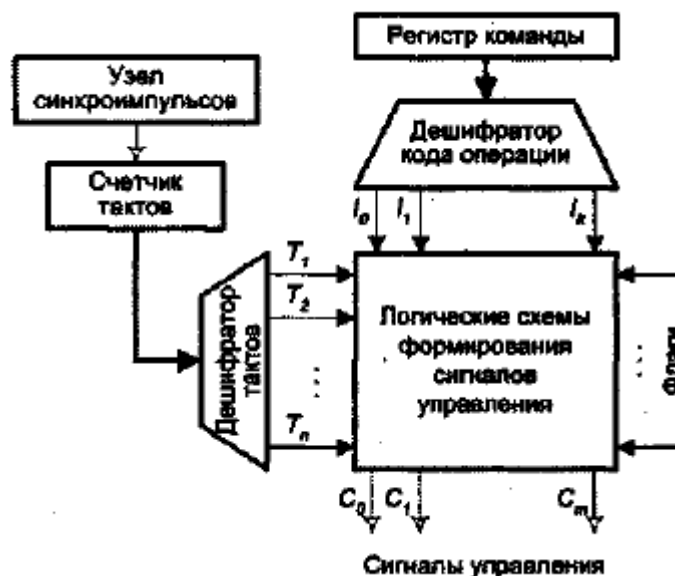 Регистр команды
Узел
синхроимпульсов
Дешифратор
кода операции
Счетчик
тактов
I₀ I₁ Iₖ
T₁
T₂
Tₙ
Дешифратор
тактов
Логические схемы
формирования
сигналов
управления
Флаги
C₀ C₁ Cₘ
Сигналы управления